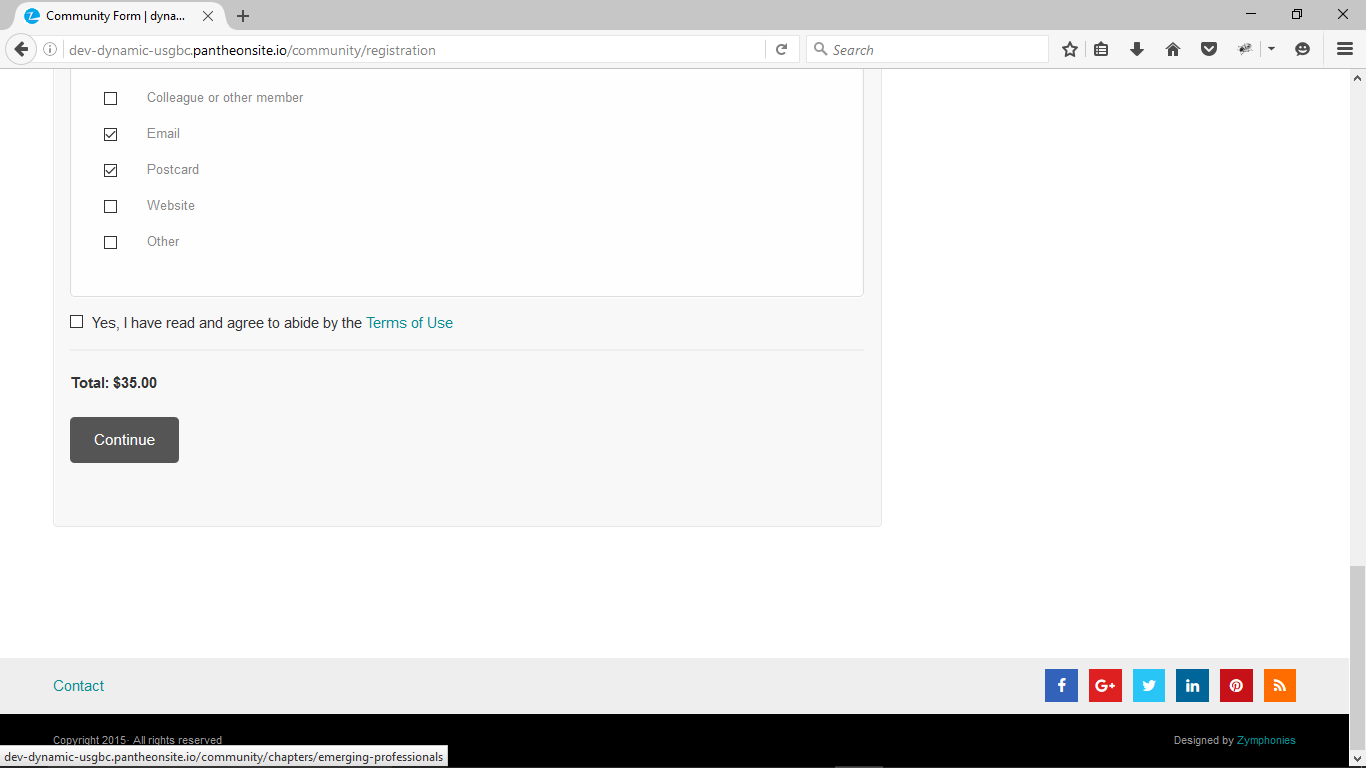 Community Form | dyna...
dev-dynamic-usgbc.pantheonsite.io/community/registration
Search
Colleague or other member
Email
Postcard
Website
Other
Yes, I have read and agree to abide by the Terms of Use
Total: $35.00
Continue
Contact
Copyright 2015· All rights reserved
Designed by Zymphonies
dev-dynamic-usgbc.pantheonsite.io/community/chapters/emerging-professionals